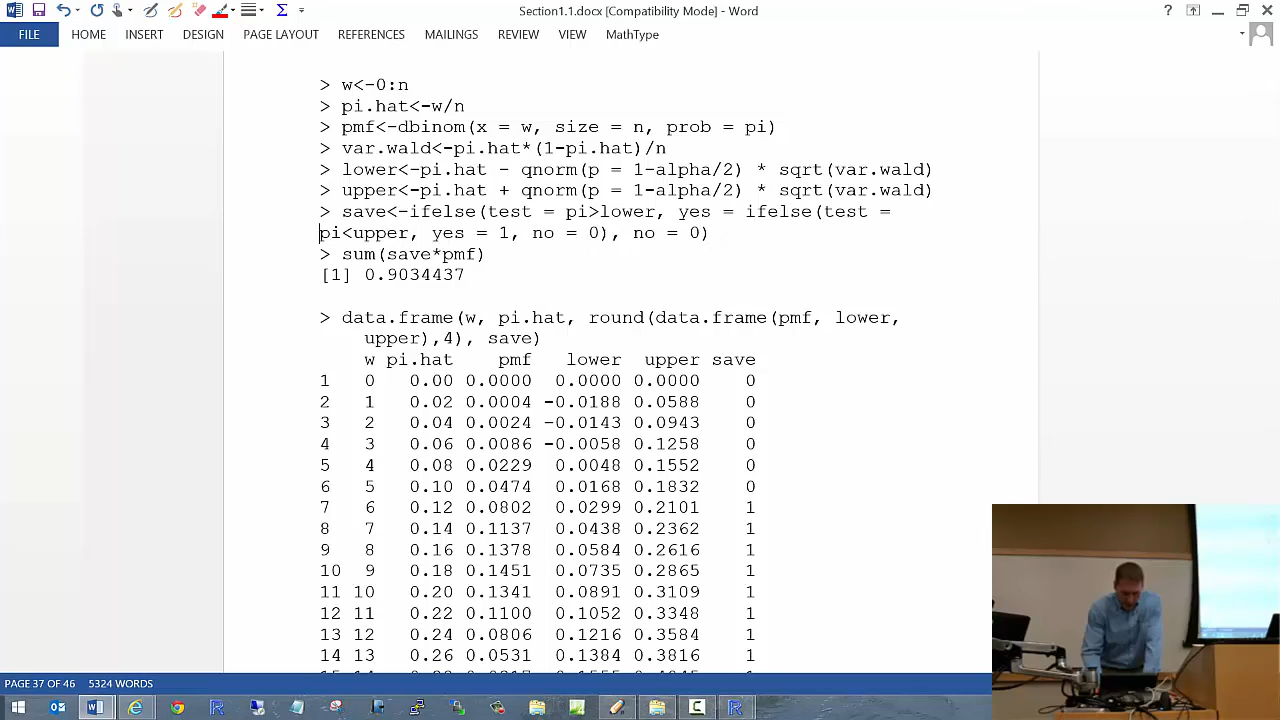 Section1.1.docx [Compatibility Mode] - Word
FILE HOME INSERT DESIGN PAGE LAYOUT REFERENCES MAILINGS REVIEW VIEW MathType
> w<-0:n
> pi.hat<-w/n
> pmf<-dbinom(x = w, size = n, prob = pi)
> var.wald<-pi.hat*(1-pi.hat)/n
> lower<-pi.hat - qnorm(p = 1-alpha/2) * sqrt(var.wald)
> upper<-pi.hat + qnorm(p = 1-alpha/2) * sqrt(var.wald)
> save<-ifelse(test = pi>lower, yes = ifelse(test =
pi<upper, yes = 1, no = 0), no = 0)
> sum(save*pmf)
[1] 0.9034437
> data.frame(w, pi.hat, round(data.frame(pmf, lower,
upper),4), save)
w pi.hat pmf lower upper save
1 0 0.00 0.0000 0.0000 0.0000 0
2 1 0.02 0.0004 -0.0188 0.0588 0
3 2 0.04 0.0024 -0.0143 0.0943 0
4 3 0.06 0.0086 -0.0058 0.1258 0
5 4 0.08 0.0229 0.0048 0.1552 0
6 5 0.10 0.0474 0.0168 0.1832 0
7 6 0.12 0.0802 0.0299 0.2101 1
8 7 0.14 0.1137 0.0438 0.2362 1
9 8 0.16 0.1378 0.0584 0.2616 1
10 9 0.18 0.1451 0.0735 0.2865 1
11 10 0.20 0.1341 0.0891 0.3109 1
12 11 0.22 0.1100 0.1052 0.3348 1
13 12 0.24 0.0806 0.1216 0.3584 1
14 13 0.26 0.0531 0.1384 0.3816 1
PAGE 37 OF 46 5324 WORDS